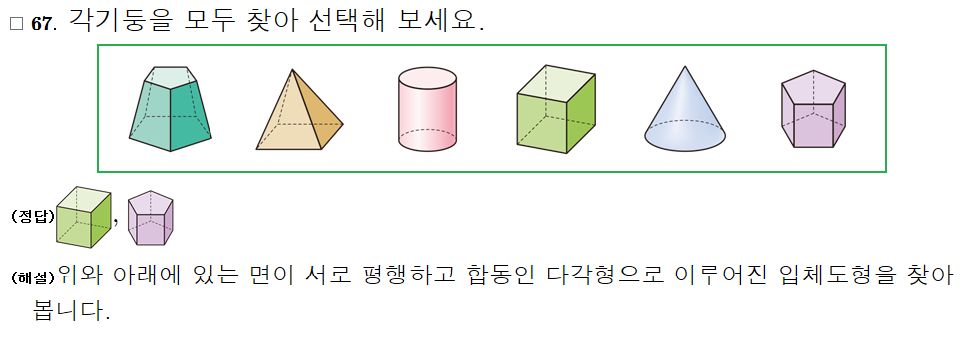 □ 67. 각기둥을 모두 찾아 선택해 보세요.
(정답) ,
(해설)위와 아래에 있는 면이 서로 평행하고 합동인 다각형으로 이루어진 입체도형을 찾아
봅니다.